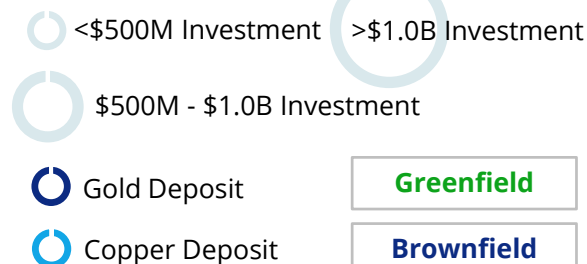 <$500M Investment
>$1.0B Investment
$500M - $1.0B Investment
Gold Deposit
Greenfield
Copper Deposit
Brownfield